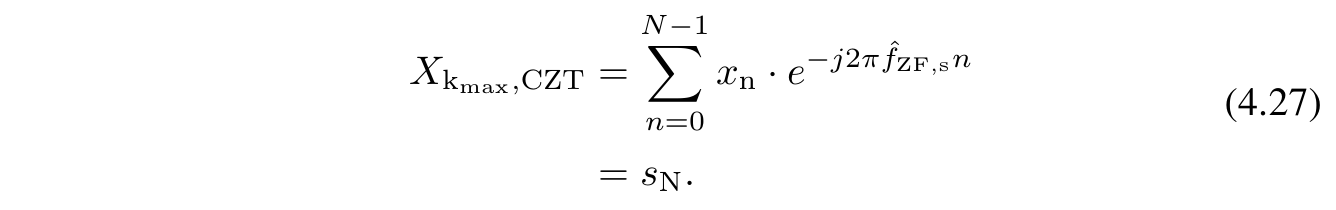 X_{k_{max},CZT} = \sum_{n=0}^{N-1} x_n \cdot e^{-j2\pi \hat{f}_{ZF,s} n}
(4.27)
= s_N.